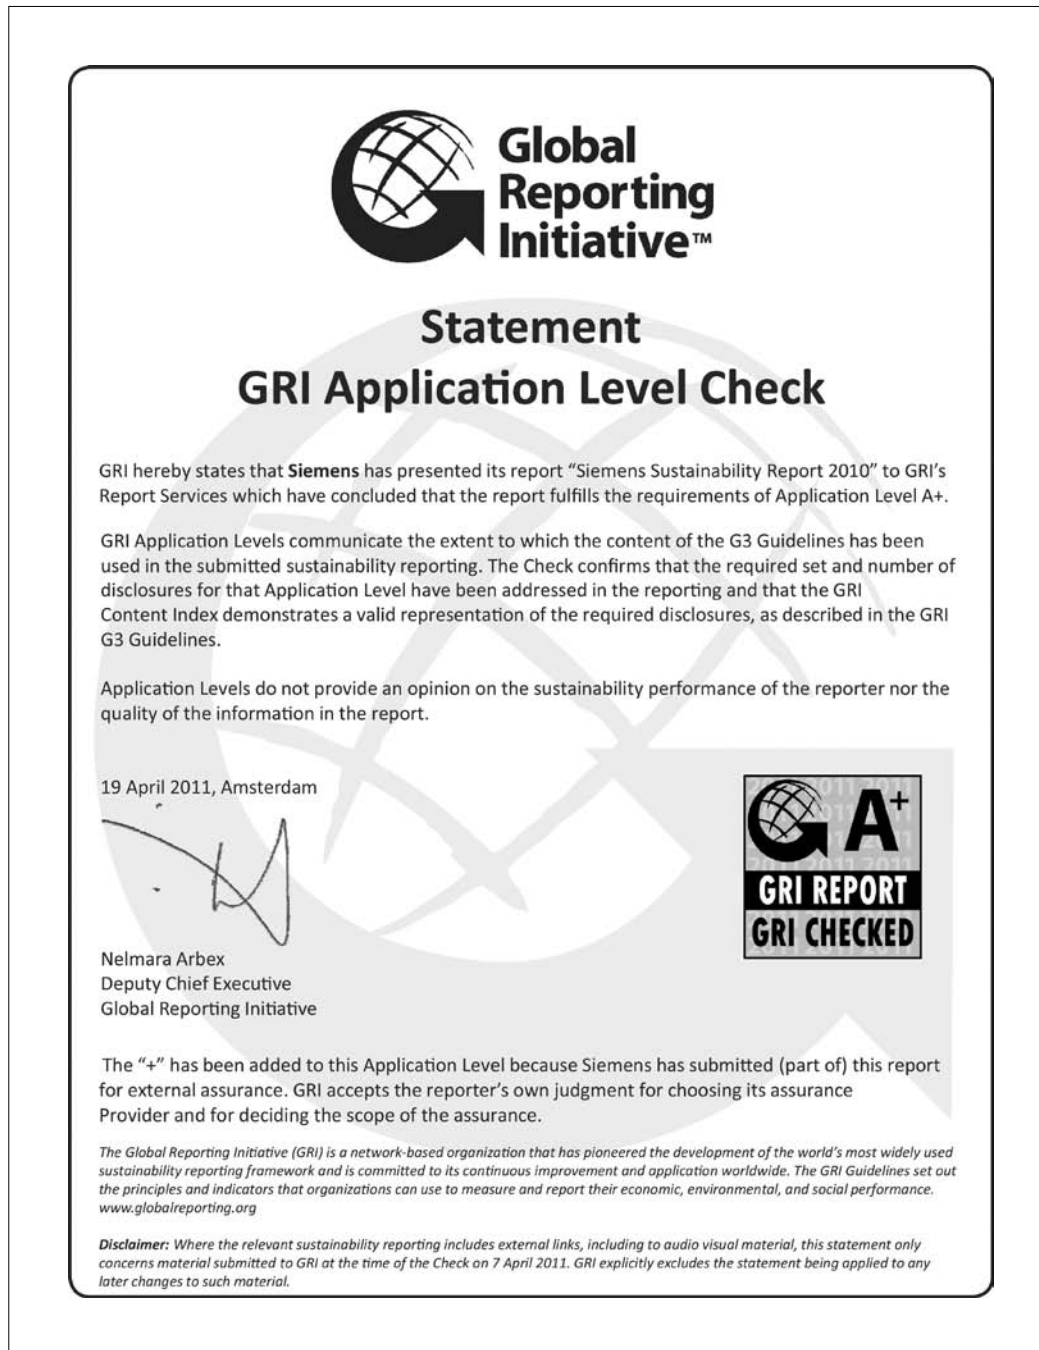 Global
Reporting
Initiative™
Statement
GRI Application Level Check
GRI hereby states that Siemens has presented its report “Siemens Sustainability Report 2010” to GRI’s
Report Services which have concluded that the report fulfills the requirements of Application Level A+.
GRI Application Levels communicate the extent to which the content of the G3 Guidelines has been
used in the submitted sustainability reporting. The Check confirms that the required set and number of
disclosures for that Application Level have been addressed in the reporting and that the GRI
Content Index demonstrates a valid representation of the required disclosures, as described in the GRI
G3 Guidelines.
Application Levels do not provide an opinion on the sustainability performance of the reporter nor the
quality of the information in the report.
19 April 2011, Amsterdam
A+
GRI REPORT
GRI CHECKED
Nelmara Arbex
Deputy Chief Executive
Global Reporting Initiative
The “+” has been added to this Application Level because Siemens has submitted (part of) this report
for external assurance. GRI accepts the reporter’s own judgment for choosing its assurance
Provider and for deciding the scope of the assurance.
The Global Reporting Initiative (GRI) is a network-based organization that has pioneered the development of the world’s most widely used
sustainability reporting framework and is committed to its continuous improvement and application worldwide. The GRI Guidelines set out
the principles and indicators that organizations can use to measure and report their economic, environmental, and social performance.
www.globalreporting.org
Disclaimer: Where the relevant sustainability reporting includes external links, including to audio visual material, this statement only
concerns material submitted to GRI at the time of the Check on 7 April 2011. GRI explicitly excludes the statement being applied to any
later changes to such material.